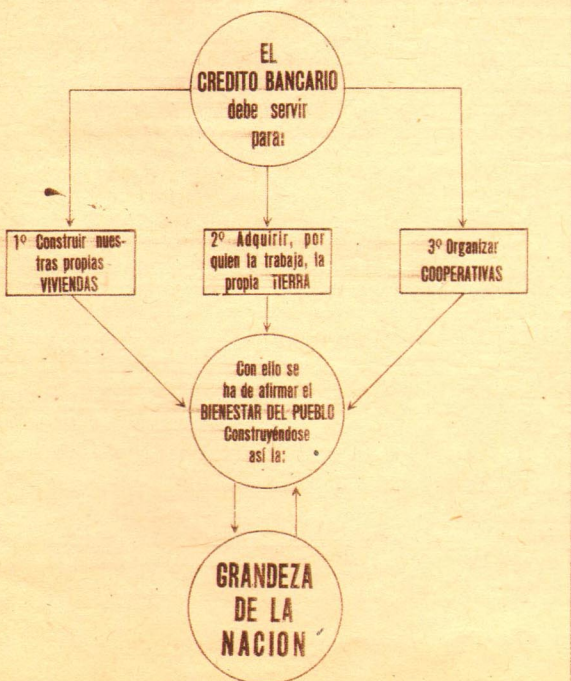 EL
CREDITO BANCARIO
debe servir
para:
1º Construir nues-
tras propias
VIVIENDAS
2º Adquirir, por
quien la trabaja, la
propia TIERRA
3º Organizar
COOPERATIVAS
Con ello se
ha de afirmar el
BIENESTAR DEL PUEBLO
Construyéndose
así la:
GRANDEZA
DE LA
NACION